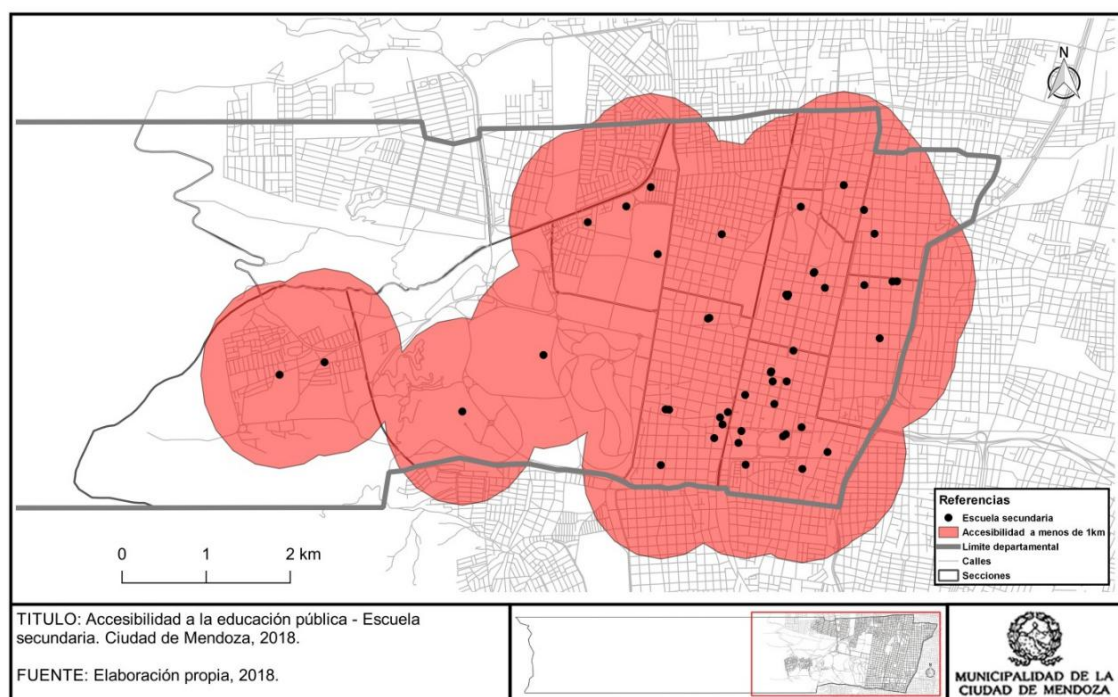 N
0 1 2 km
Referencias
Escuela secundaria
Accesibilidad a menos de 1km
Límite departamental
Calles
Secciones
TITULO: Accesibilidad a la educación pública - Escuela
secundaria. Ciudad de Mendoza, 2018.
FUENTE: Elaboración propia, 2018.
MUNICIPALIDAD DE LA
CIUDAD DE MENDOZA